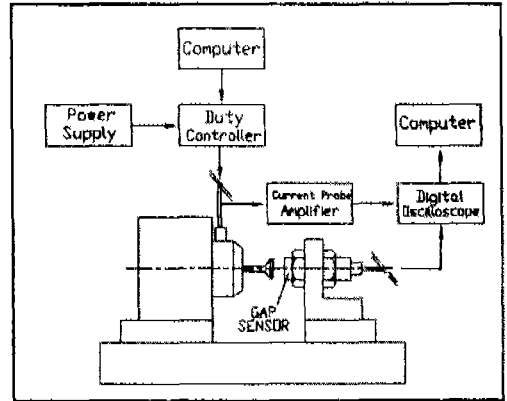 Computer
Power
Supply
Duty
Controller
Computer
Current Probe
Amplifier
Digital
Oscilloscope
GAP
SENSOR